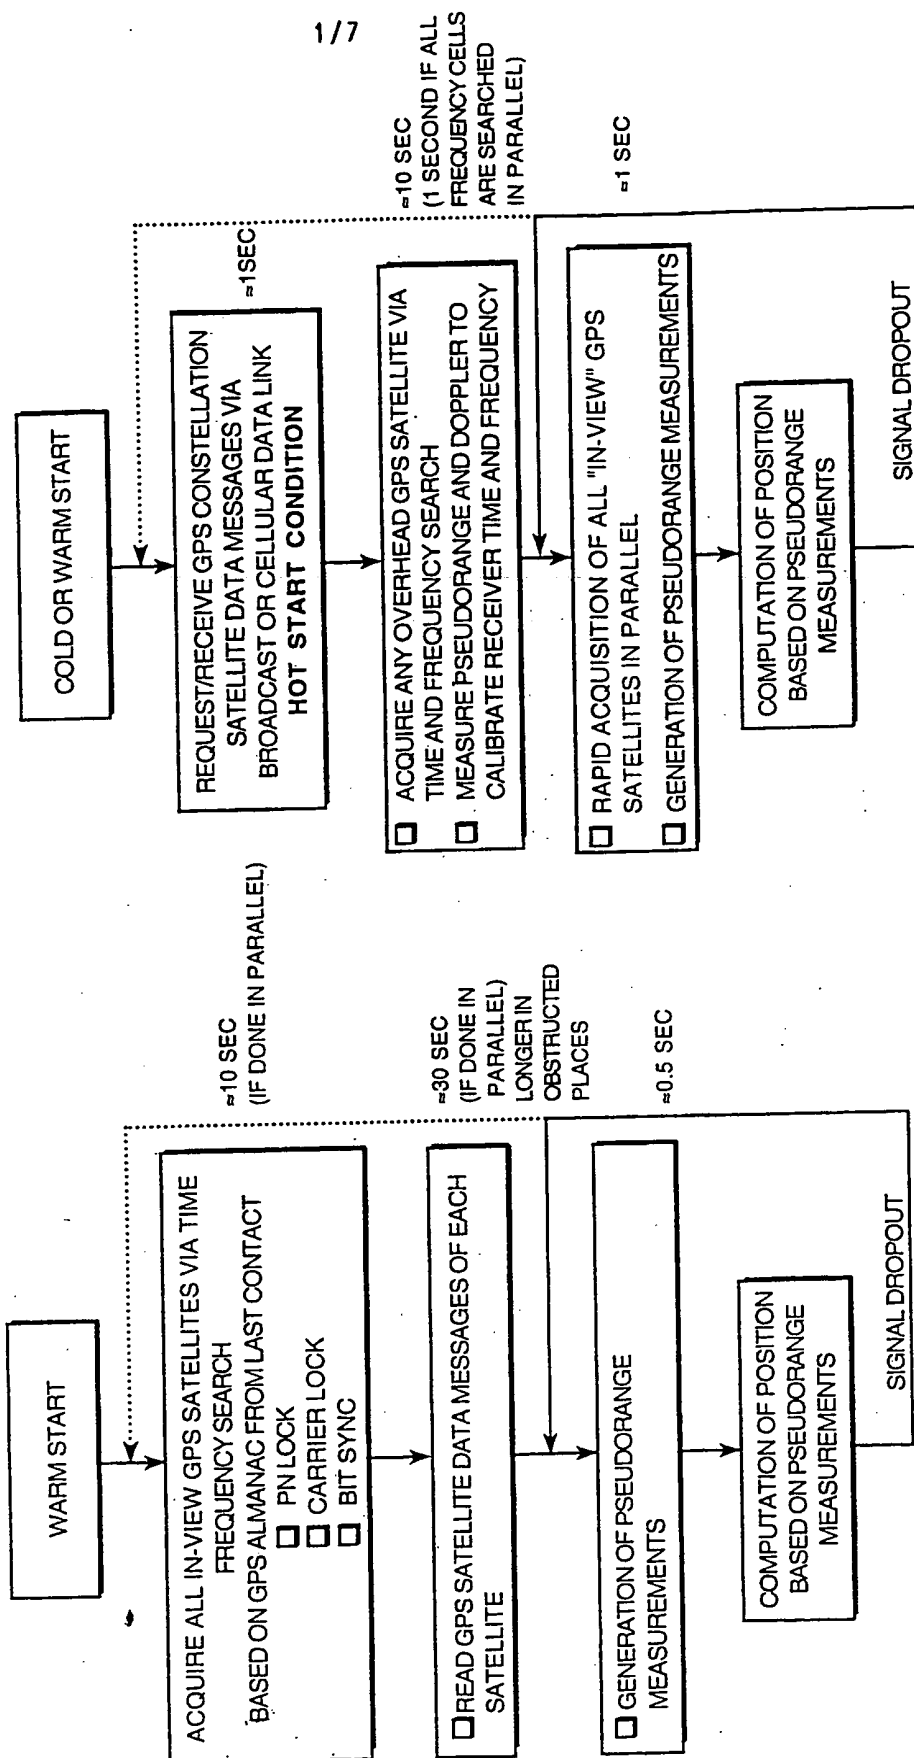 1/7
WARM START
ACQUIRE ALL IN-VIEW GPS SATELLITES VIA TIME
FREQUENCY SEARCH
BASED ON GPS ALMANAC FROM LAST CONTACT
PN LOCK
CARRIER LOCK
BIT SYNC
≈10 SEC
(IF DONE IN PARALLEL)
READ GPS SATELLITE DATA MESSAGES OF EACH
SATELLITE
≈30 SEC
(IF DONE IN
PARALLEL)
LONGER IN
OBSTRUCTED
PLACES
GENERATION OF PSEUDORANGE
MEASUREMENTS
≈0.5 SEC
COMPUTATION OF POSITION
BASED ON PSEUDORANGE
MEASUREMENTS
SIGNAL DROPOUT
COLD OR WARM START
REQUEST/RECEIVE GPS CONSTELLATION
SATELLITE DATA MESSAGES VIA
BROADCAST OR CELLULAR DATA LINK
HOT START CONDITION
≈1SEC
ACQUIRE ANY OVERHEAD GPS SATELLITE VIA
TIME AND FREQUENCY SEARCH
MEASURE PSEUDORANGE AND DOPPLER TO
CALIBRATE RECEIVER TIME AND FREQUENCY
≈10 SEC
(1 SECOND IF ALL
FREQUENCY CELLS
ARE SEARCHED
IN PARALLEL)
RAPID ACQUISITION OF ALL "IN-VIEW" GPS
SATELLITES IN PARALLEL
GENERATION OF PSEUDORANGE MEASUREMENTS
≈1 SEC
COMPUTATION OF POSITION
BASED ON PSEUDORANGE
MEASUREMENTS
SIGNAL DROPOUT